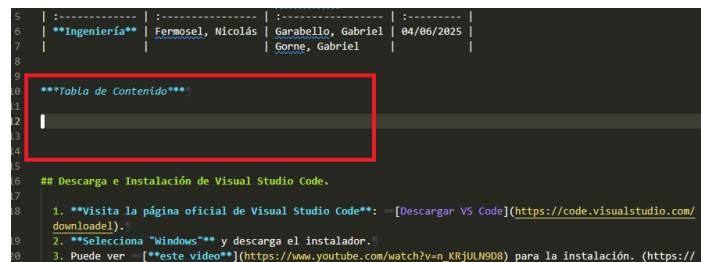 5 | :------------- | :---------------- | :----------------- | :--------- |
6 | **Ingeniería** | Fermosel, Nicolás | Garabello, Gabriel | 04/06/2025 |
7 | | | Gorne, Gabriel | |
8
9
10 ***Tabla de Contenido***
11
12
13
14
15
16 ## Descarga e Instalación de Visual Studio Code.
17
18 1. **Visita la página oficial de Visual Studio Code**: [Descargar VS Code](https://code.visualstudio.com/
downloadel).
19 2. **Selecciona "Windows"** y descarga el instalador.
20 3. Puede ver [**este video**](https://www.youtube.com/watch?v=n_KRjULN9D8) para la instalación. (https://